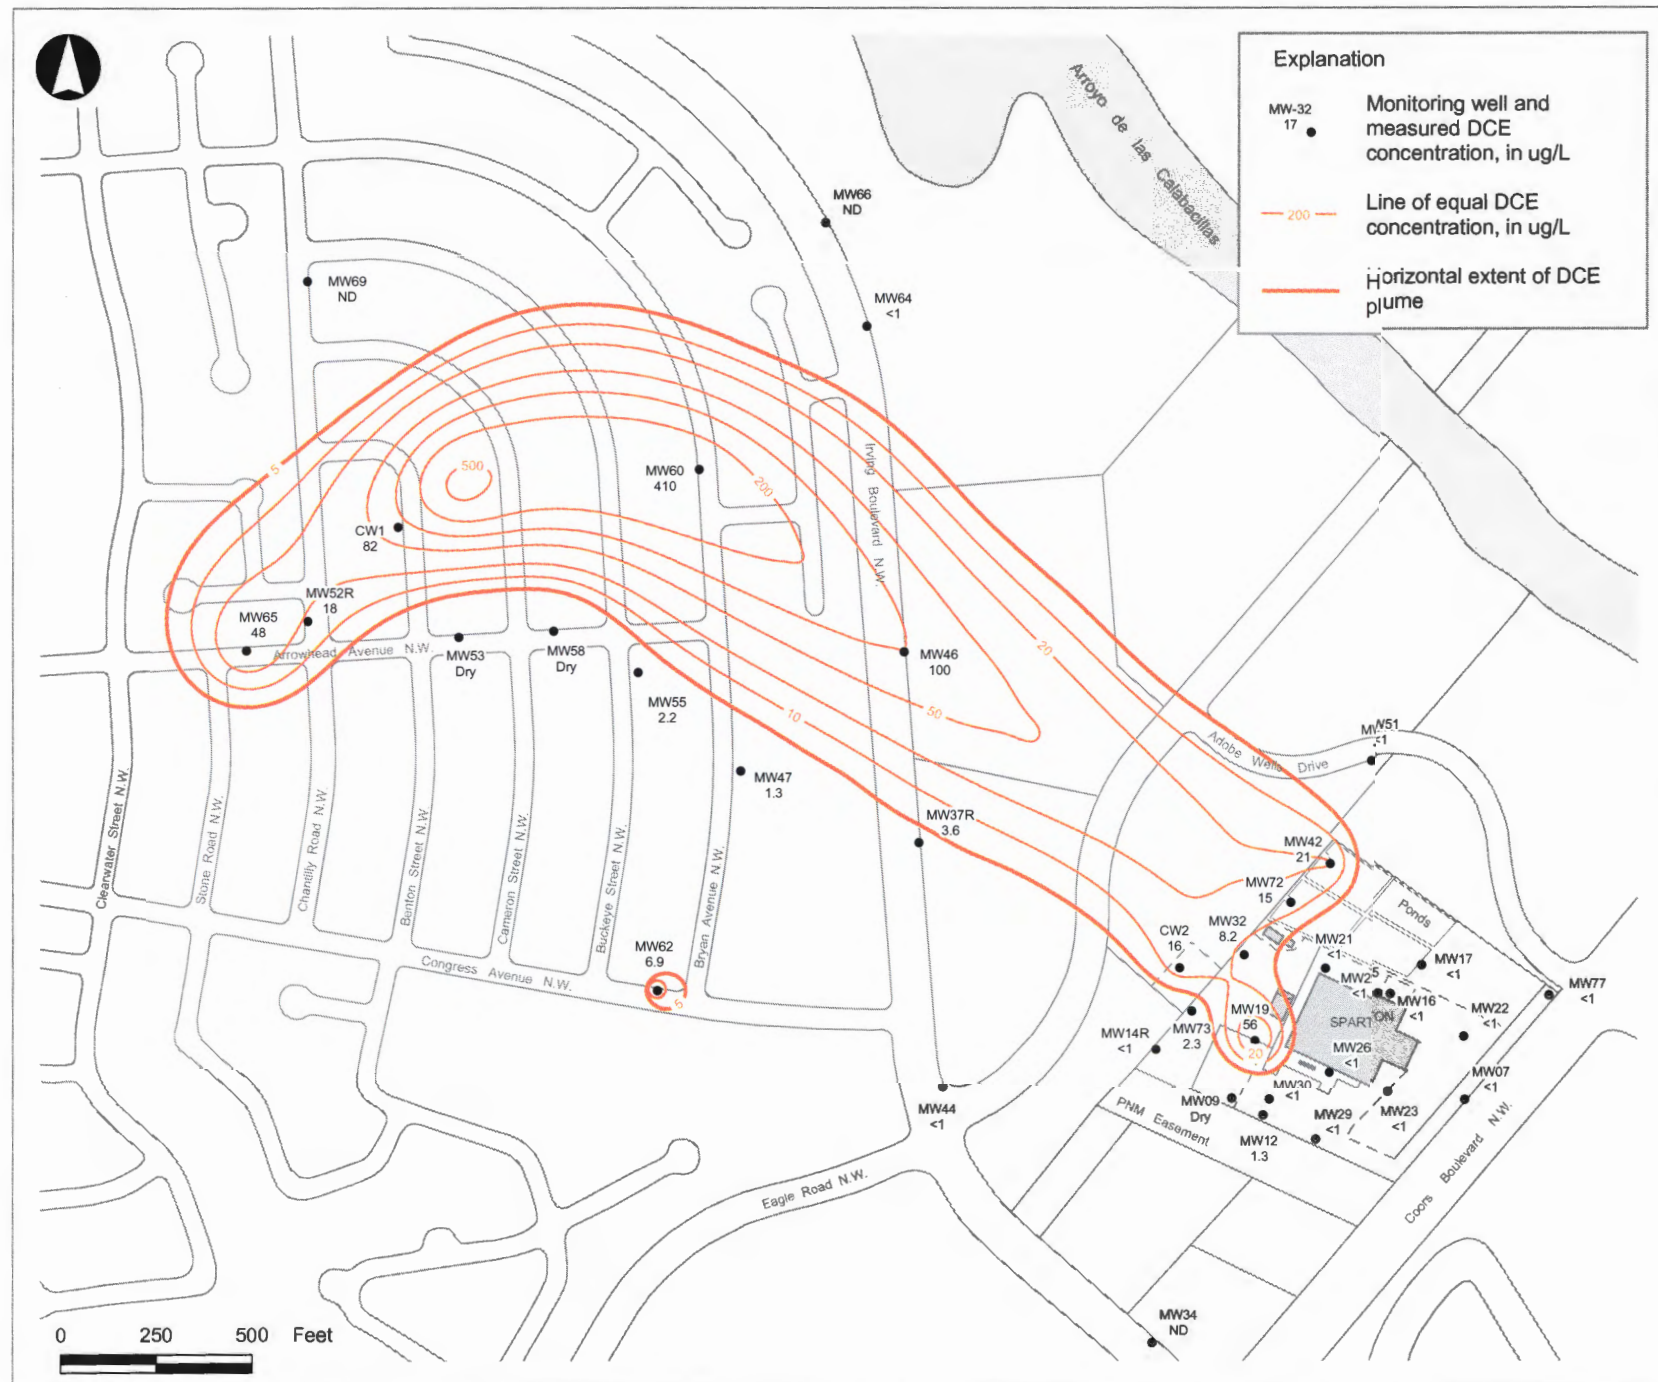 Explanation
MW-32
17
Monitoring well and
measured DCE
concentration, in ug/L
200
Line of equal DCE
concentration, in ug/L
Horizontal extent of DCE
plume
Arroyo de las Calabacillas
MW66
ND
MW69
ND
MW64
<1
5
500
MW60
410
200
Irving Boulevard N.W.
CW1
82
MW52R
18
MW65
48
Arrowhead Avenue N.W.
MW53
Dry
MW58
Dry
MW46
100
20
MW55
2.2
10
50
MW51
<1
Adobe Wells Drive
MW47
1.3
Clearwater Street N.W.
Stone Road N.W.
Chantilly Road N.W.
Benton Street N.W
Cameron Street N.W.
Buckeye Street N.W.
Bryan Avenue N.W.
MW37R
3.6
MW42
21
MW72
15
Ponds
MW32
8.2
CW2
16
MW21
<1
MW17
<1
MW62
6.9
5
Congress Avenue N.W.
MW2 5
<1
MW16
<1
MW77
<1
MW22
<1
MW19
56
20
SPARTON
MW73
2.3
MW14R
<1
MW26
<1
MW07
<1
MW30
<1
MW09
Dry
MW29
<1
MW23
<1
MW44
<1
MW12
1.3
PNM Easement
Coors Boulevard N.W.
Eagle Road N.W.
MW34
ND
0 250 500 Feet